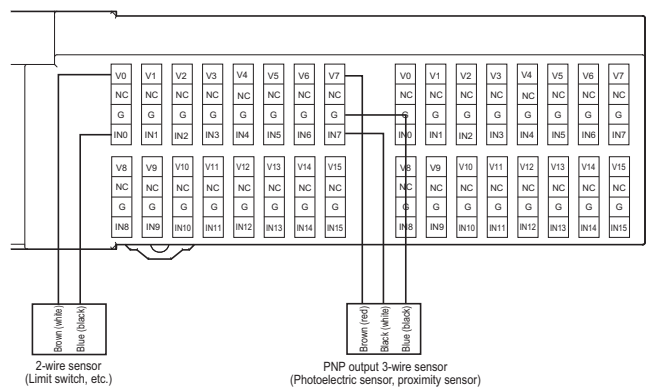 V0 V1 V2 V3 V4 V5 V6 V7 V0 V1 V2 V3 V4 V5 V6 V7
NC NC NC NC NC NC NC NC NC NC NC NC NC NC NC NC
G G G G G G G G G G G G G G G G
IN0 IN1 IN2 IN3 IN4 IN5 IN6 IN7 IN0 IN1 IN2 IN3 IN4 IN5 IN6 IN7
V8 V9 V10 V11 V12 V13 V14 V15 V8 V9 V10 V11 V12 V13 V14 V15
NC NC NC NC NC NC NC NC NC NC NC NC NC NC NC NC
G G G G G G G G G G G G G G G G
IN8 IN9 IN10 IN11 IN12 IN13 IN14 IN15 IN8 IN9 IN10 IN11 IN12 IN13 IN14 IN15
Brown (white)
Blue (black)
2-wire sensor
(Limit switch, etc.)
Brown (red)
Black (white)
Blue (black)
PNP output 3-wire sensor
(Photoelectric sensor, proximity sensor)